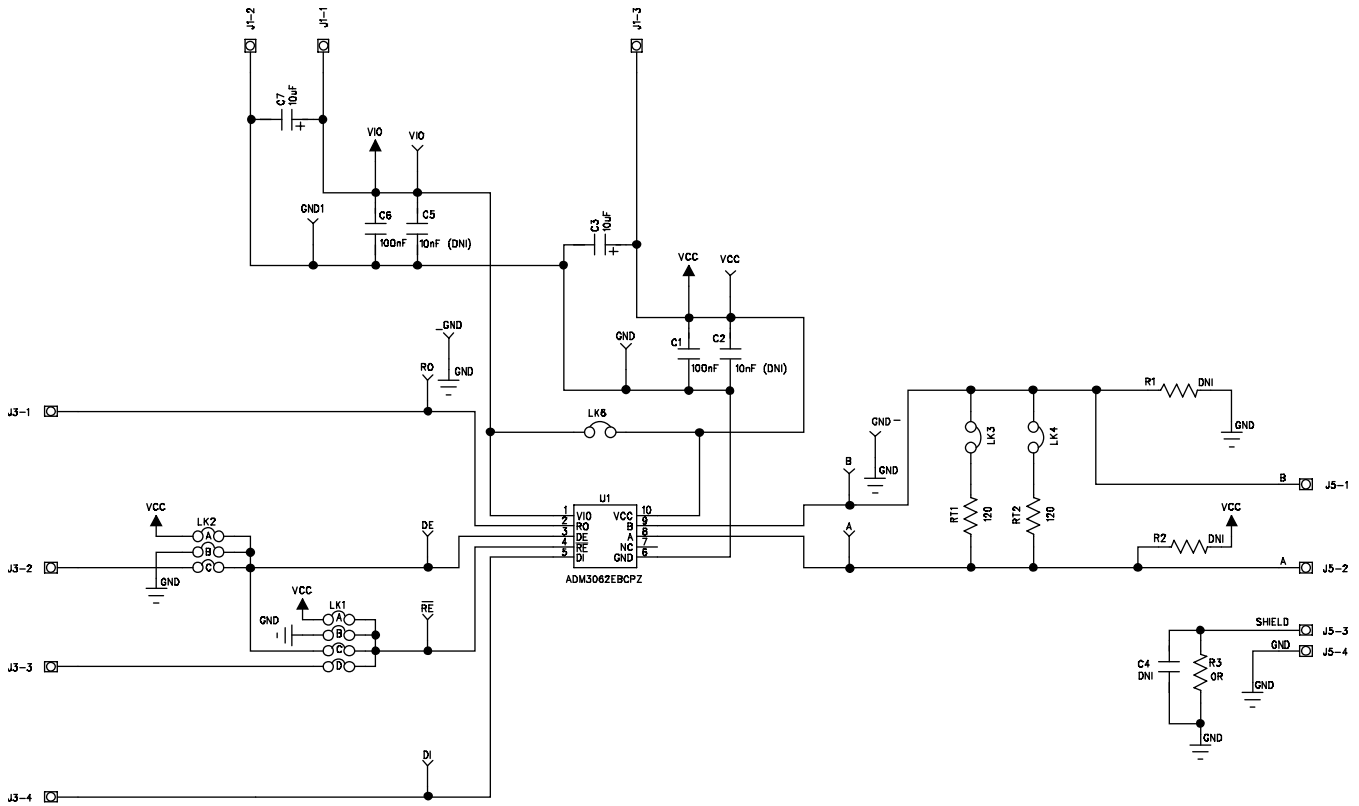 J1-2
J1-1
J1-3
C7
10uF
+
VIO
VIO
GND1
C6
100nF
C5
10nF (DNI)
C3
10uF
+
VCC
VCC
GND
C1
100nF
C2
10nF (DNI)
GND
GND
RO
J3-1
LK6
R1
DNI
GND
GND
GND
LK3
LK4
B
B
J5-1
VCC
LK2
A
B
C
DE
U1
1 VIO
2 RO
3 DE
4 RE
5 DI
VCC 10
B 9
A 8
NC 7
GND 6
ADM3062EBCPZ
A
RT1
120
RT2
120
VCC
R2
DNI
J3-2
GND
A
J5-2
VCC
LK1
GND
A
B
C
D
RE
J3-3
SHIELD
J5-3
GND
J5-4
C4
DNI
R3
0R
GND
GND
DI
J3-4